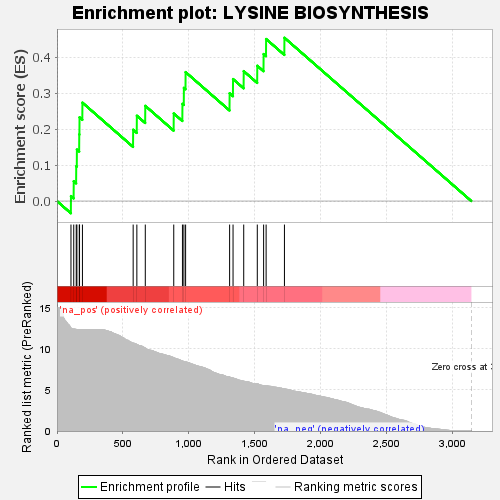 Enrichment plot: LYSINE BIOSYNTHESIS
Enrichment score (ES)
0.4
0.3
0.2
0.1
0.0
'na_pos' (positively correlated)
Ranked list metric (PreRanked)
15
10
5
0
Zero cross at
'na_neg' (negatively correlated)
0
500
1,000
1,500
2,000
2,500
3,000
Rank in Ordered Dataset
Enrichment profile
Hits
Ranking metric scores